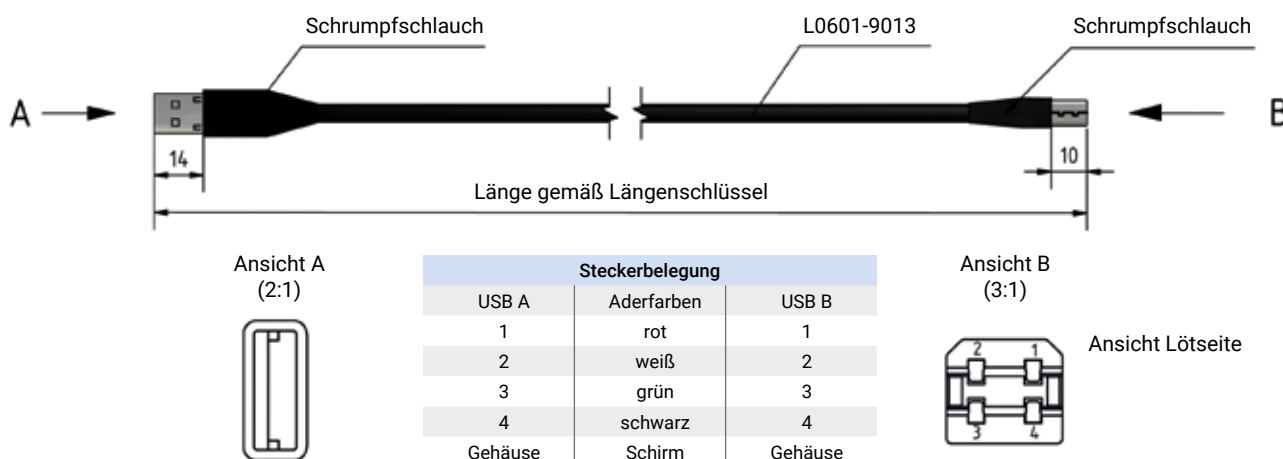 Schrumpfschlauch
L0601-9013
Schrumpfschlauch
A
B
14
10
Länge gemäß Längenschlüssel
Ansicht A
(2:1)
Steckerbelegung
USB A Aderfarben USB B
1 rot 1
2 weiß 2
3 grün 3
4 schwarz 4
Gehäuse Schirm Gehäuse
Ansicht B
(3:1)
Ansicht Lötseite
2 1
3 4